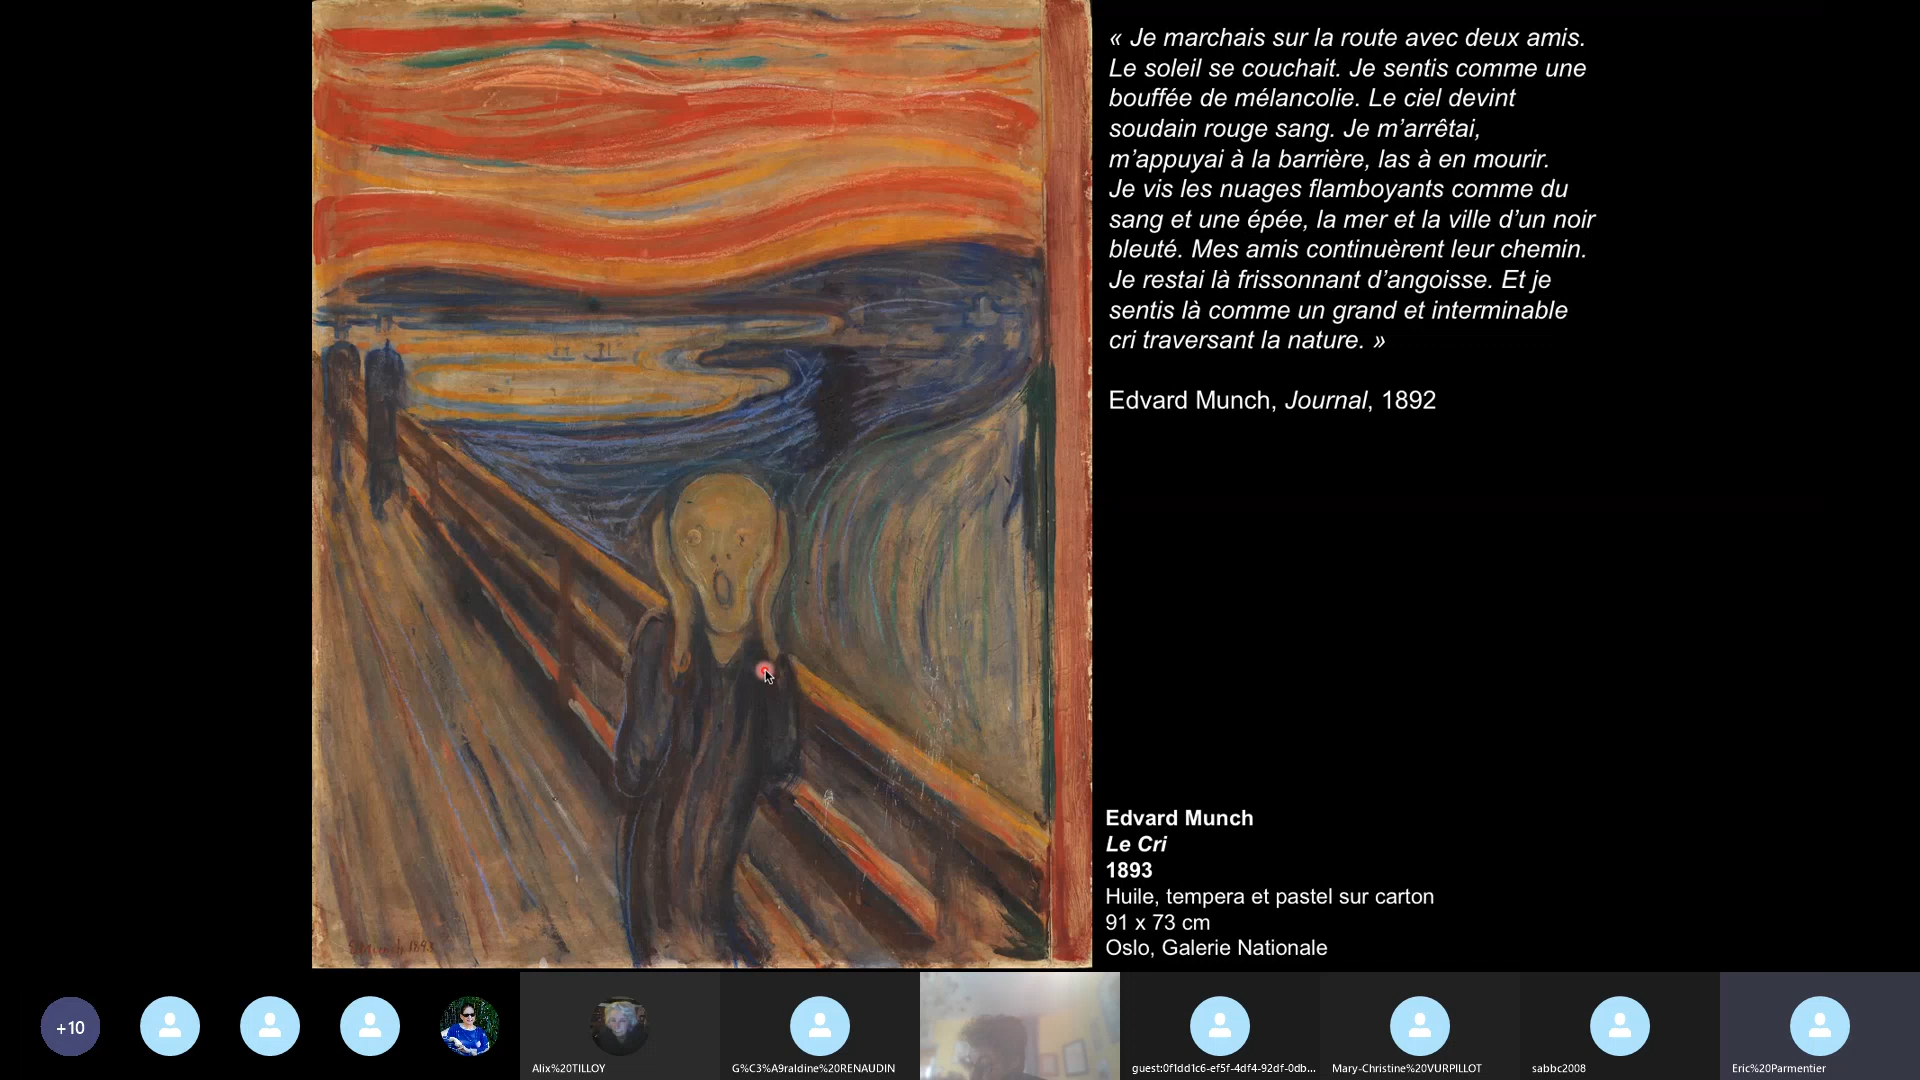 « Je marchais sur la route avec deux amis.
Le soleil se couchait. Je sentis comme une
bouffée de mélancolie. Le ciel devint
soudain rouge sang. Je m’arrêtai,
m’appuyai à la barrière, las à en mourir.
Je vis les nuages flamboyants comme du
sang et une épée, la mer et la ville d’un noir
bleuté. Mes amis continuèrent leur chemin.
Je restai là frissonnant d’angoisse. Et je
sentis là comme un grand et interminable
cri traversant la nature. »
Edvard Munch, Journal, 1892
Edvard Munch
Le Cri
1893
Huile, tempera et pastel sur carton
91 x 73 cm
Oslo, Galerie Nationale
E. Munch 1893
+10
Alix%20TILLOY
G%C3%A9raldine%20RENAUDIN
guest:0f1dd1c6-ef5f-4df4-92df-0db...
Mary-Christine%20VURPILLOT
sabbc2008
Eric%20Parmentier